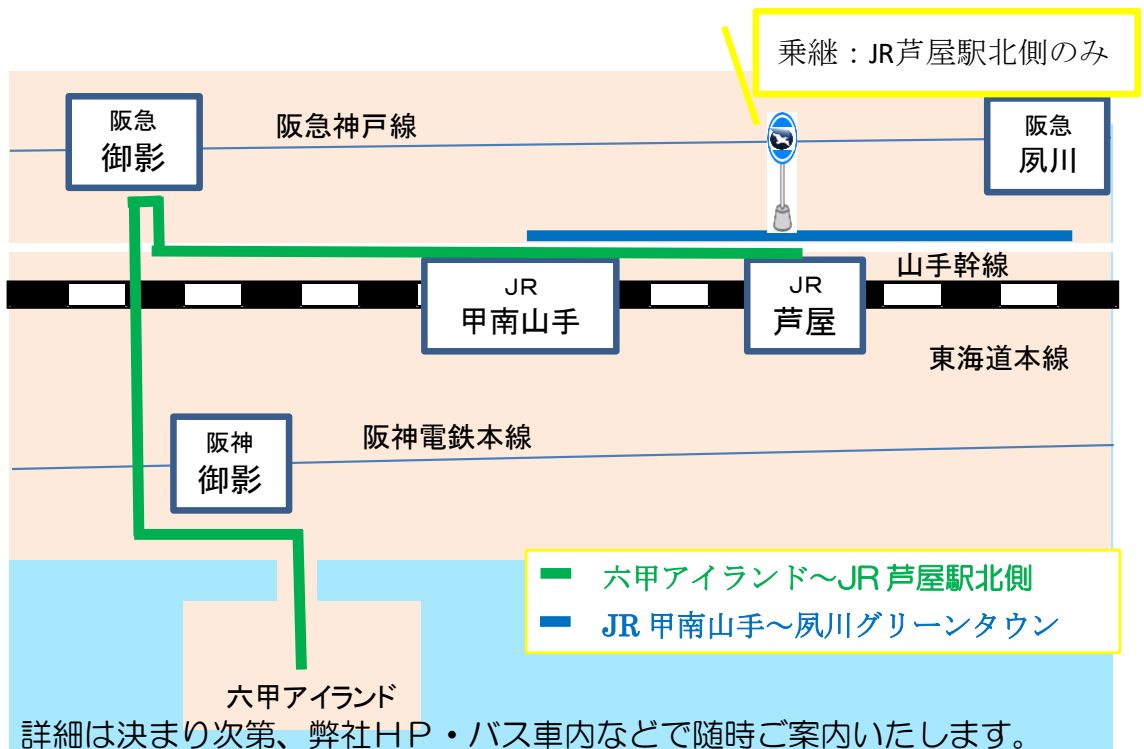 乗継：JR芦屋駅北側のみ
阪急
御影
阪急神戸線
阪急
夙川
山手幹線
JR
甲南山手
JR
芦屋
東海道本線
阪神
御影
阪神電鉄本線
六甲アイランド～JR芦屋駅北側
JR 甲南山手～夙川グリーンタウン
六甲アイランド
詳細は決まり次第、弊社ＨＰ・バス車内などで随時ご案内いたします。